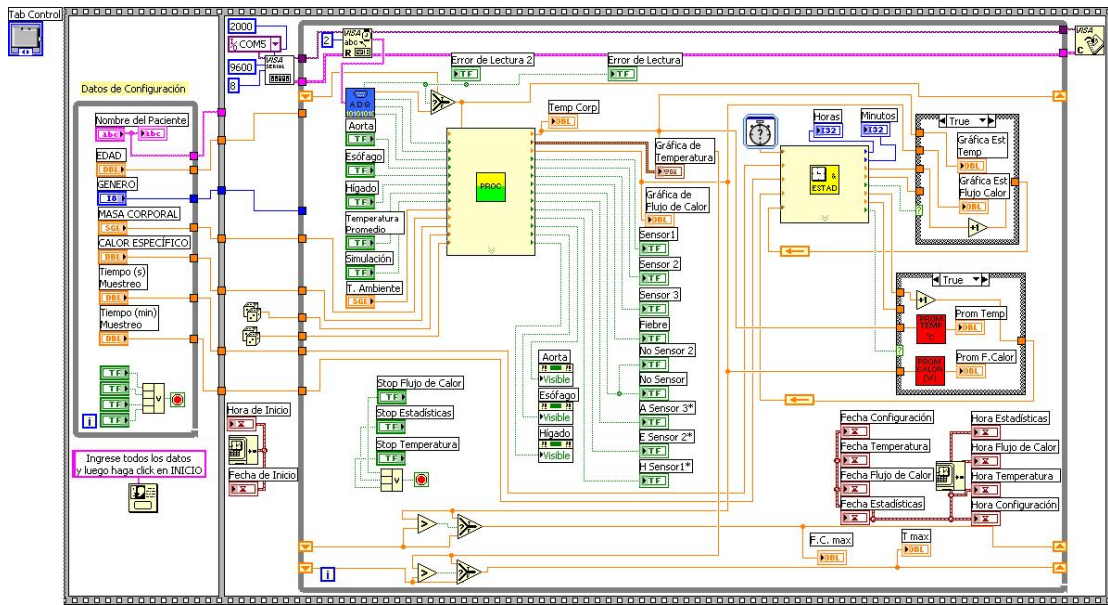 Tab Control
Datos de Configuración
Nombre del Paciente
abc
abc
EDAD
DBL
GENERO
I8
MASA CORPORAL
SGL
CALOR ESPECÍFICO
DBL
Tiempo (s)
Muestreo
DBL
Tiempo (min)
Muestreo
DBL
TF
TF
TF
TF
V
i
Ingrese todos los datos
y luego haga click en INICIO
2000
COM5
9600
8
VISA
SERIAL
2
VISA
abc
R
Hora de Inicio
Fecha de Inicio
Error de Lectura 2
TF
Error de Lectura
TF
ADQ
101010101
Aorta
TF
Esófago
TF
Hígado
TF
Temperatura
Promedio
TF
Simulación
TF
T. Ambiente
SGL
PROC
Temp Corp
DBL
Gráfica de
Temperatura
Gráfica de
Flujo de Calor
DBL
Sensor1
TF
Sensor 2
TF
Sensor 3
TF
Fiebre
TF
No Sensor 2
TF
No Sensor
TF
A Sensor 3*
TF
E Sensor 2*
TF
H Sensor1*
TF
Aorta
Visible
Esófago
Visible
Hígado
Visible
Stop Flujo de Calor
TF
Stop Estadísticas
TF
Stop Temperatura
TF
V
Horas
I32
Minutos
I32
&
ESTAD
True
Gráfica Est
Temp
DBL
Gráfica Est
Flujo Calor
DBL
+1
True
+1
PROM
TEMP
°C
Prom Temp
DBL
PROM
CALOR
(W)
Prom F.Calor
DBL
Fecha Configuración
Fecha Temperatura
Fecha Flujo de Calor
Fecha Estadísticas
Hora Estadísticas
Hora Flujo de Calor
Hora Temperatura
Hora Configuración
>
?
F.C. max
DBL
T max
DBL
>
?
i
VISA
C